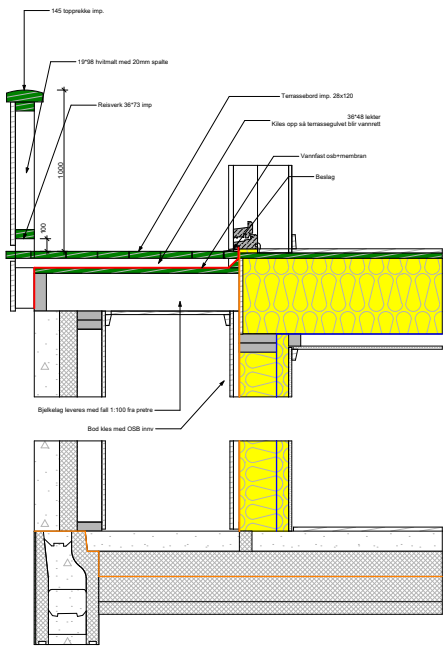 145 topprekke imp.
19*98 hvitmalt med 20mm spalte
Reisverk 36*73 imp
Terrassebord imp. 28x120
36*48 lekter
Kiles opp så terrassegulvet blir vannrett
Vannfast osb+membran
Beslag
1000
100
Bjelkelag leveres med fall 1:100 fra pretre
Bod kles med OSB innv